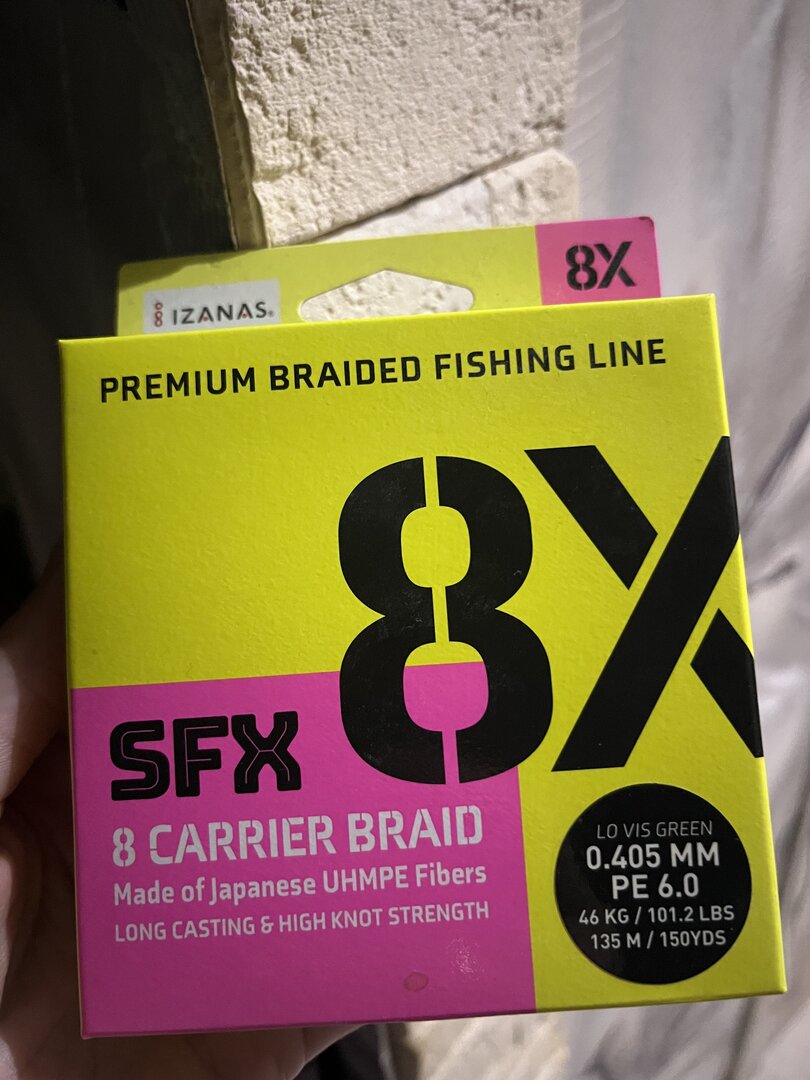 8X
IZANAS®
PREMIUM BRAIDED FISHING LINE
8X
SFX
8 CARRIER BRAID
Made of Japanese UHMPE Fibers
LONG CASTING & HIGH KNOT STRENGTH
LO VIS GREEN
0.405 MM
PE 6.0
46 KG / 101.2 LBS
135 M / 150YDS